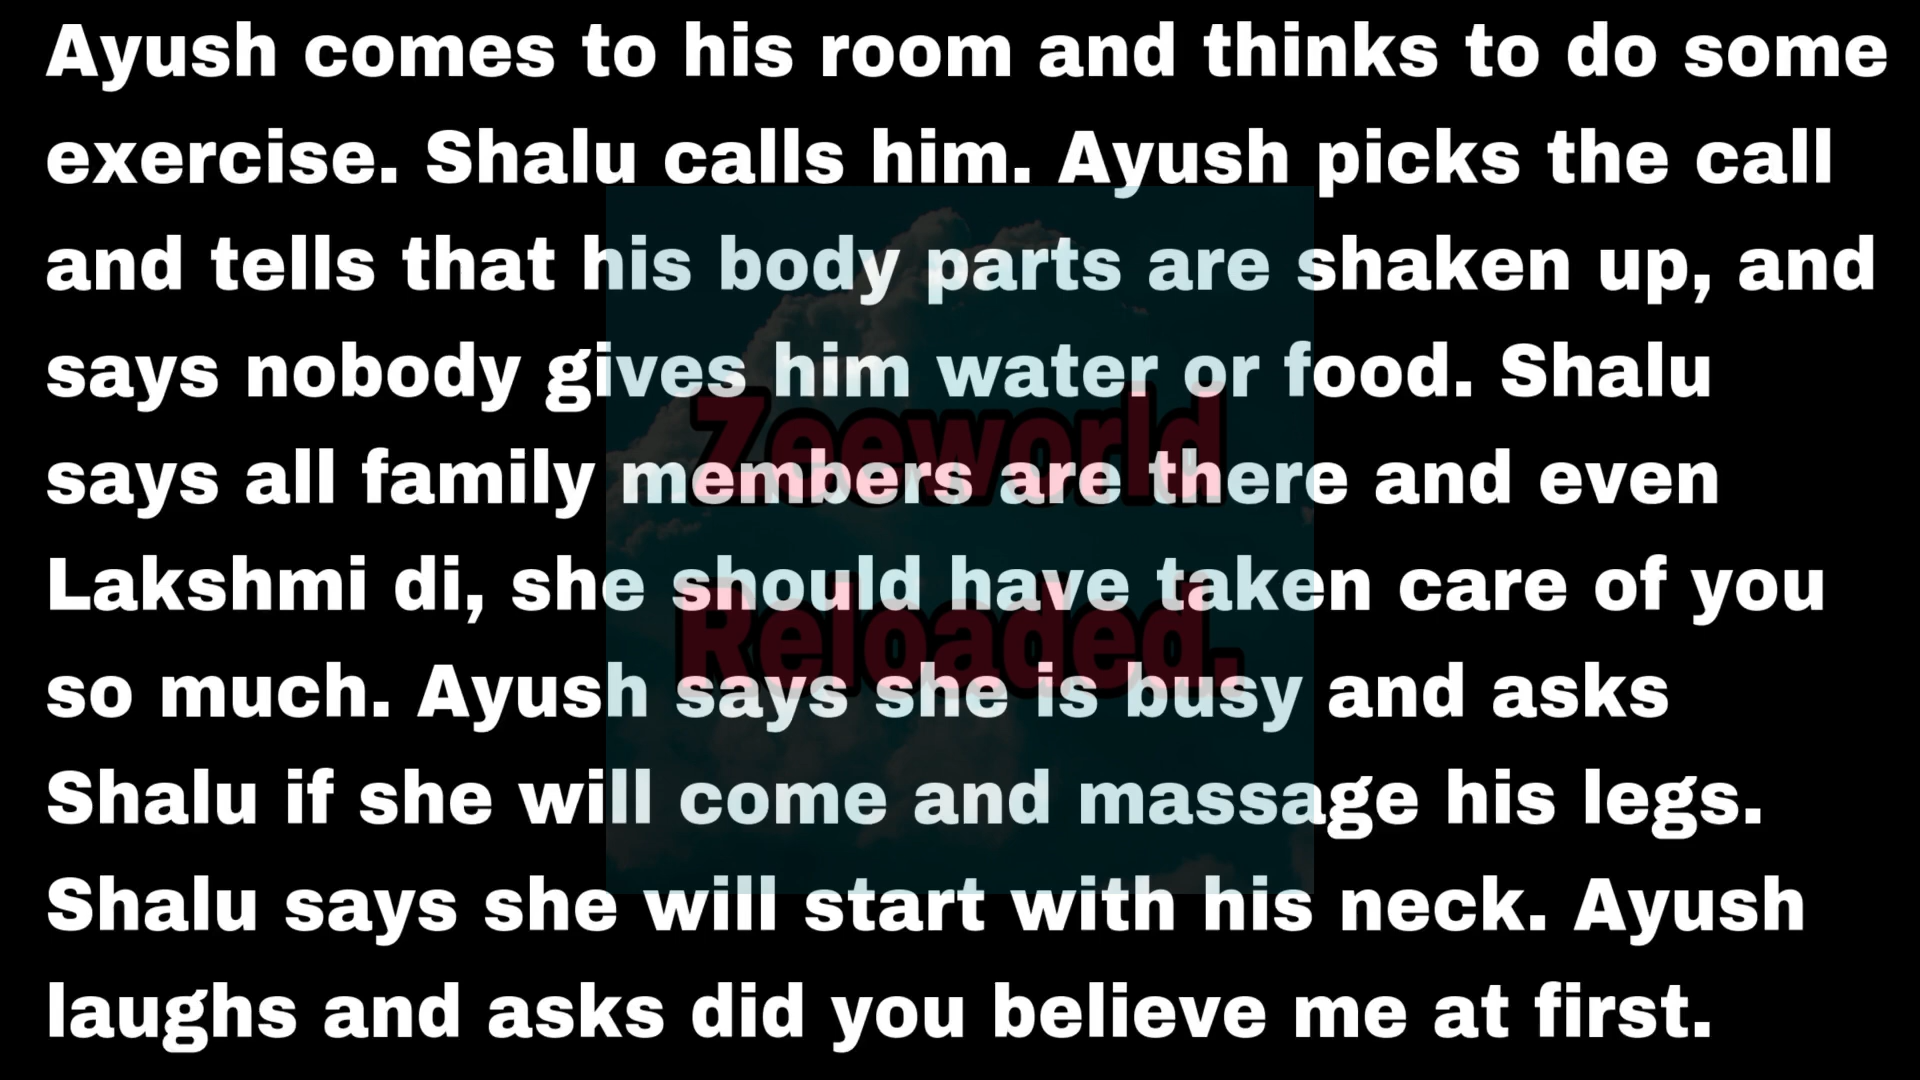 Ayush comes to his room and thinks to do some
exercise. Shalu calls him. Ayush picks the call
and tells that his body parts are shaken up, and
says nobody gives him water or food. Shalu
says all family members are there and even
Lakshmi di, she should have taken care of you
so much. Ayush says she is busy and asks
Shalu if she will come and massage his legs.
Shalu says she will start with his neck. Ayush
laughs and asks did you believe me at first.
Zeeworld
Reloaded.